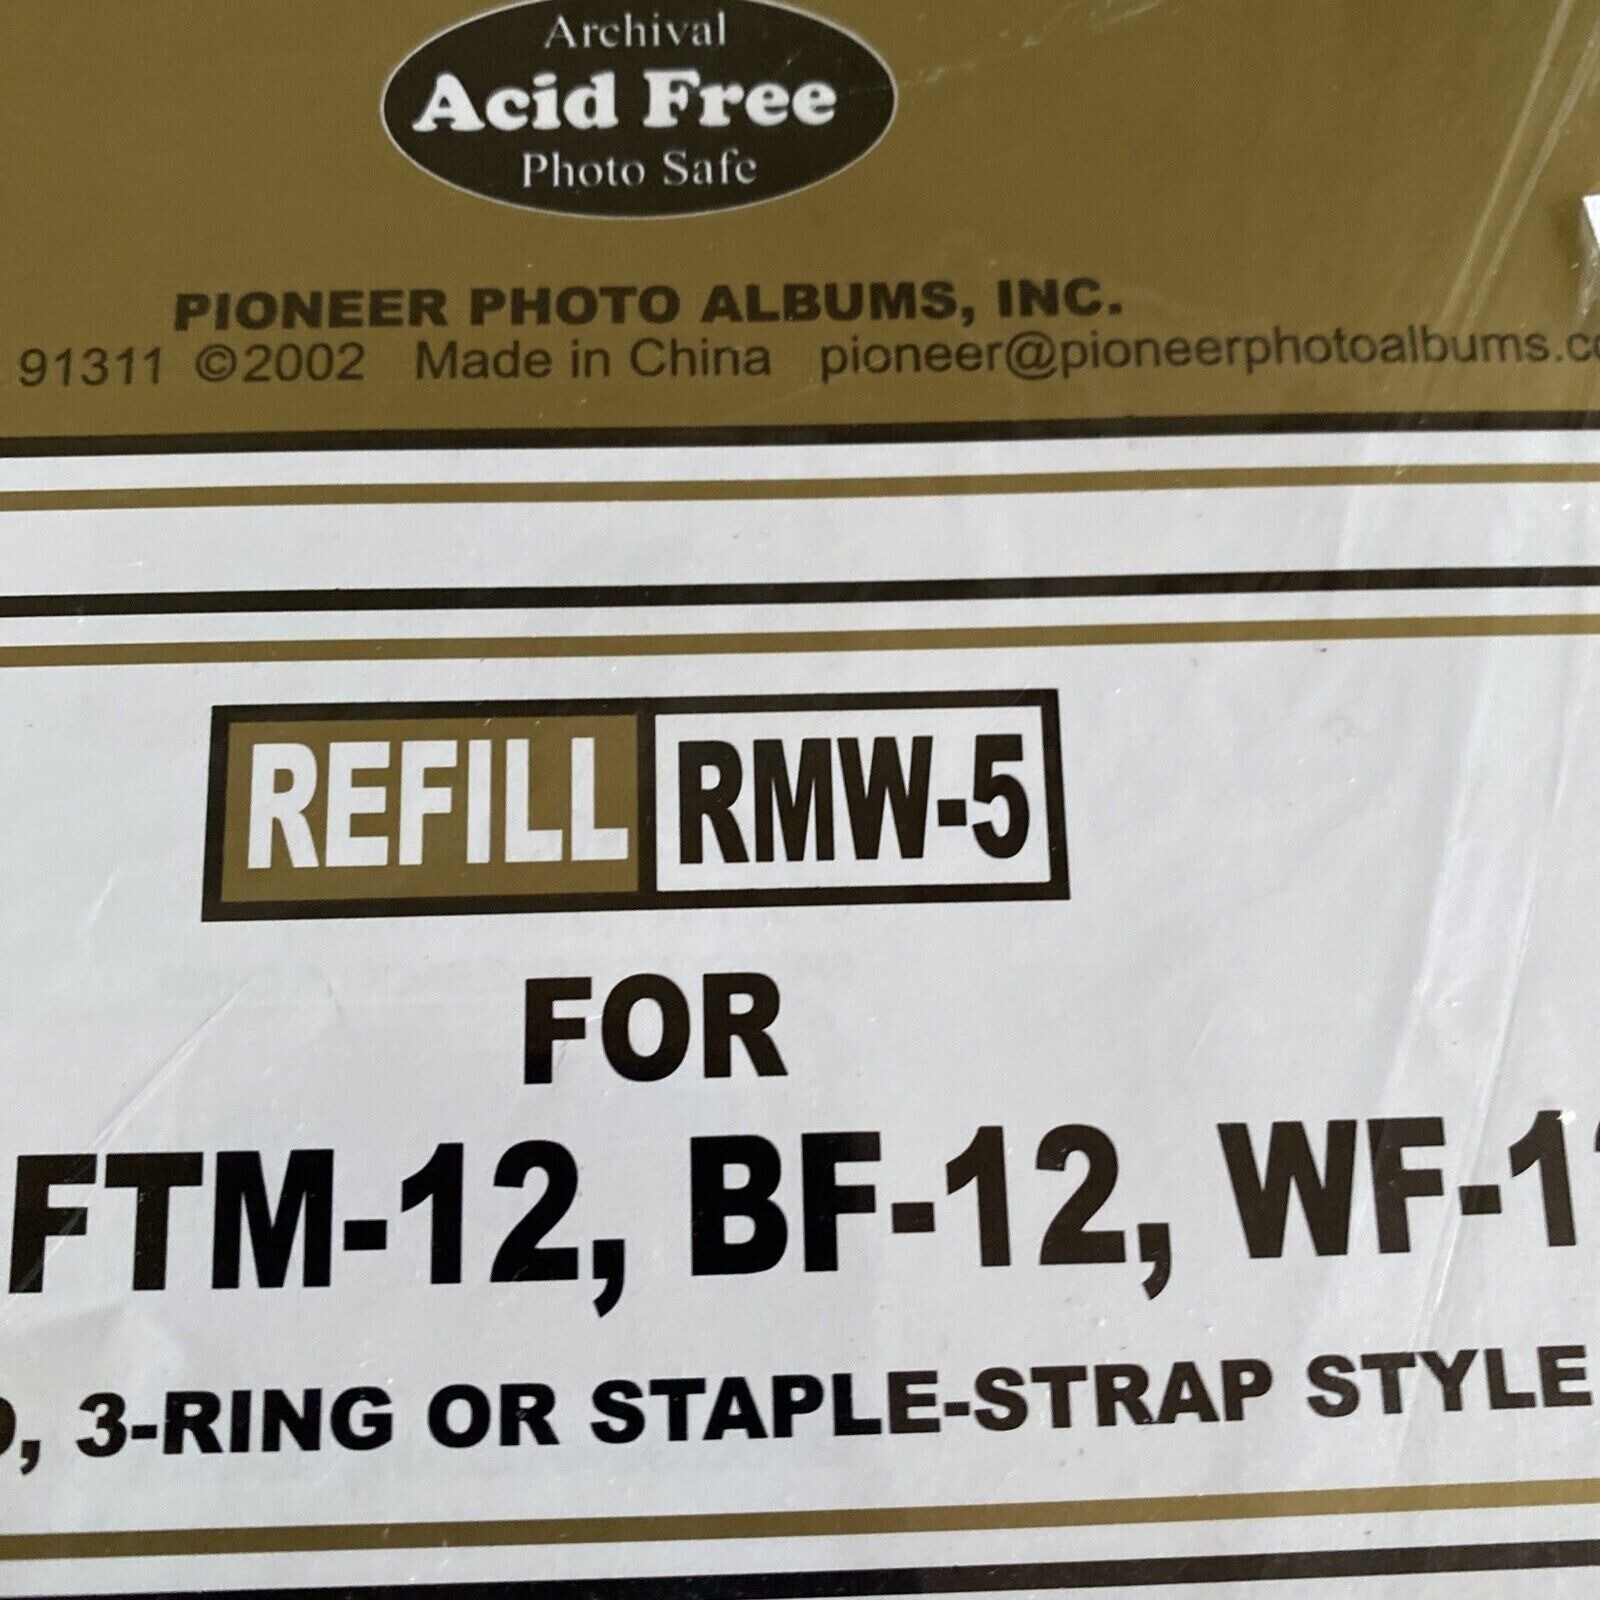 Archival
Acid Free
Photo Safe
PIONEER PHOTO ALBUMS, INC.
91311 ©2002 Made in China pioneer@pioneerphotoalbums.co
REFILL RMW-5
FOR
FTM-12, BF-12, WF-1
, 3-RING OR STAPLE-STRAP STYLE